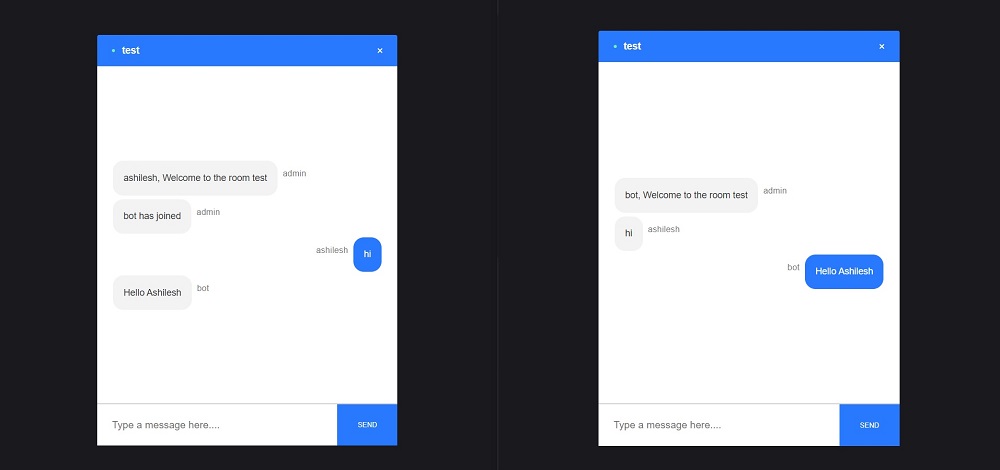 test
×
ashilesh, Welcome to the room test
admin
bot has joined
admin
ashilesh
hi
Hello Ashilesh
bot
Type a message here....
SEND
test
×
bot, Welcome to the room test
admin
hi
ashilesh
bot
Hello Ashilesh
Type a message here....
SEND